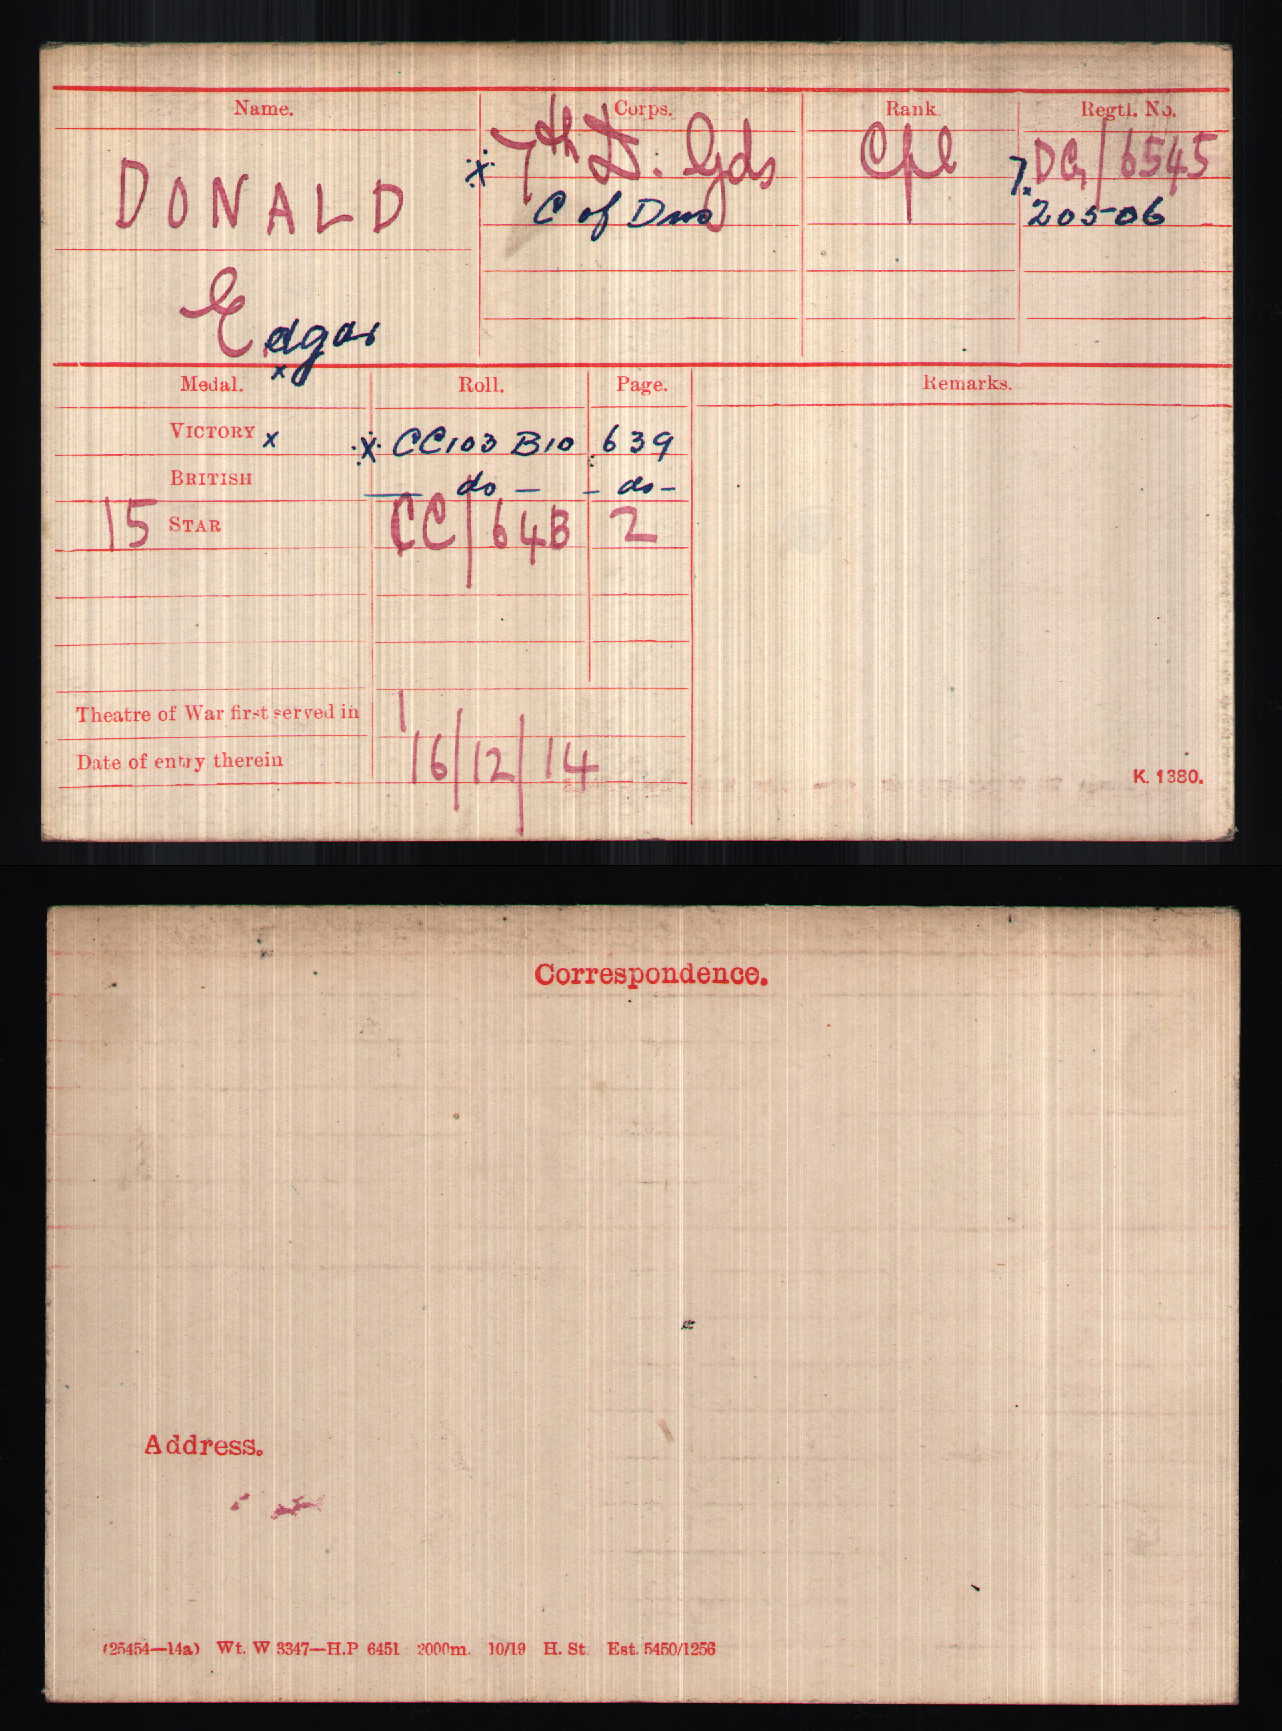 Name. Corps. Rank Regtl. No.
DONALD × 7th D. Gds Cpl 7. DG/6545
C of Dns 205506
Edgar
×
Medal. Roll. Page. Remarks.
VICTORY × × CC103 B10 639
BRITISH — do — – do –
15 STAR CC/64B 2
Theatre of War first served in 1
Date of entry therein 16/12/14
K. 1380.
Correspondence.
Address.
(25454—14a) Wt. W 3347—H.P 6451 2000m. 10/19 H. St. Est. 5450/1256